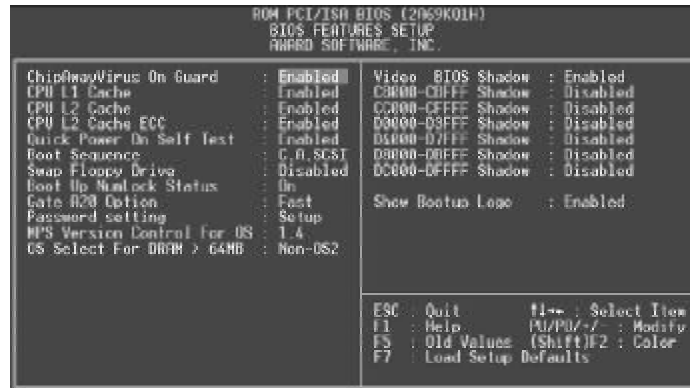 ROM PCI/ISA BIOS (2A69KQ1H)
BIOS FEATURES SETUP
AWARD SOFTWARE, INC.
ChipAwayVirus On Guard : Enabled
CPU L1 Cache : Enabled
CPU L2 Cache : Enabled
CPU L2 Cache ECC : Enabled
Quick Power On Self Test : Enabled
Boot Sequence : C,A,SCSI
Swap Floppy Drive : Disabled
Boot Up NumLock Status : On
Gate A20 Option : Fast
Password setting : Setup
MPS Version Control For OS : 1.4
OS Select For DRAM > 64MB : Non-OS2
Video BIOS Shadow : Enabled
C8000-CBFFF Shadow : Disabled
CC000-CFFFF Shadow : Disabled
D0000-D3FFF Shadow : Disabled
D4000-D7FFF Shadow : Disabled
D8000-DBFFF Shadow : Disabled
DC000-DFFFF Shadow : Disabled
Show Bootup Logo : Enabled
ESC : Quit ↑↓→← : Select Item
F1 : Help PU/PD/+/- : Modify
F5 : Old Values (Shift)F2 : Color
F7 : Load Setup Defaults